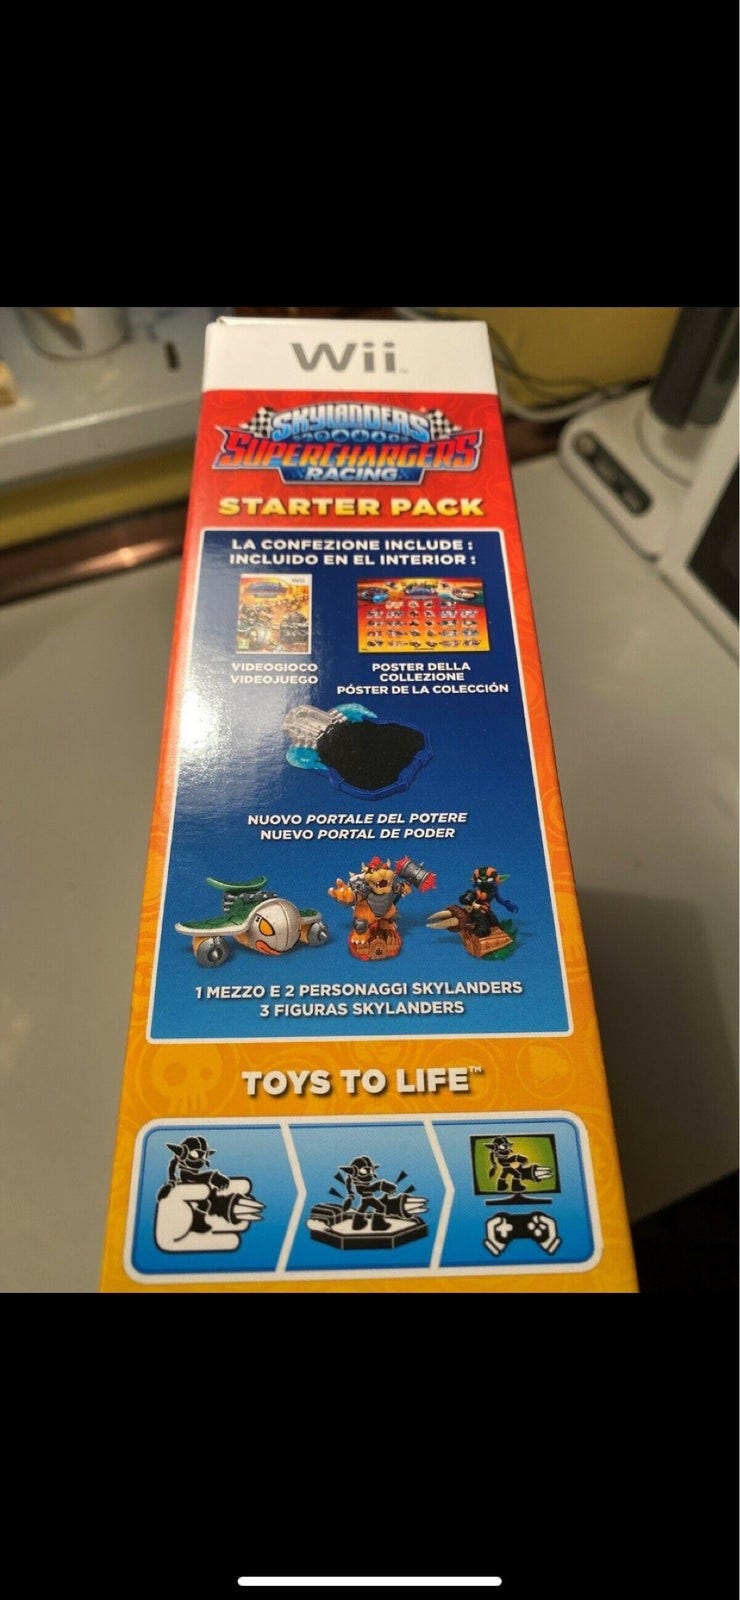 Wii
SKYLANDERS
SUPERCHARGERS
RACING
STARTER PACK
LA CONFEZIONE INCLUDE :
INCLUIDO EN EL INTERIOR :
Wii
VIDEOGIOCO
VIDEOJUEGO
POSTER DELLA
COLLEZIONE
PÓSTER DE LA COLECCIÓN
NUOVO PORTALE DEL POTERE
NUEVO PORTAL DE PODER
1 MEZZO E 2 PERSONAGGI SKYLANDERS
3 FIGURAS SKYLANDERS
TOYS TO LIFE™